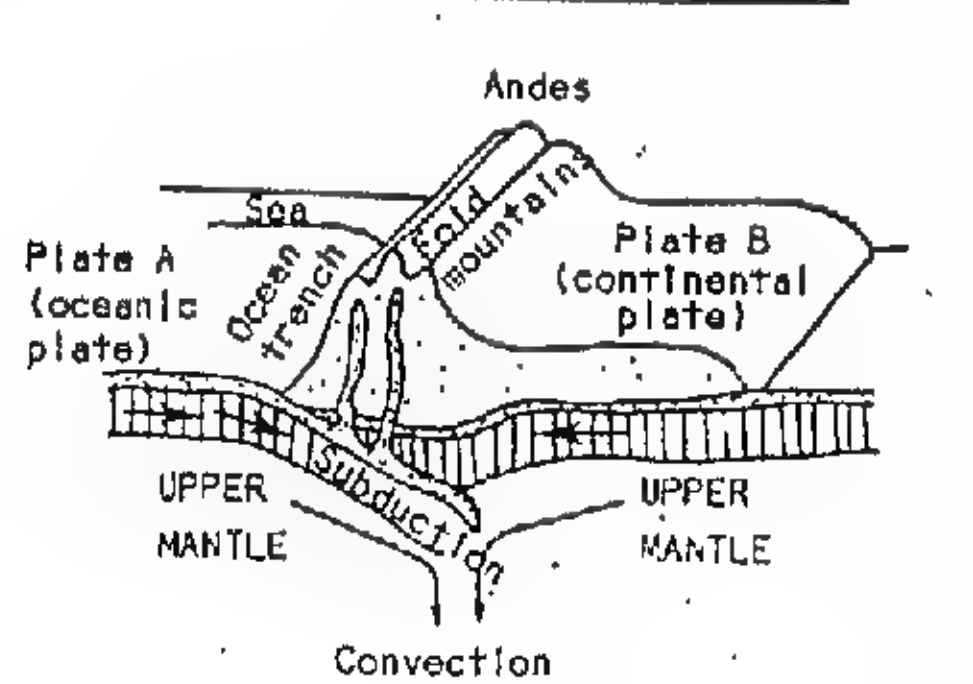 Andes
Sea
Fold
mountains
Plate A
(oceanic
plate)
Ocean
trench
Plate B
(continental
plate)
Subduction
UPPER
MANTLE
UPPER
MANTLE
Convection